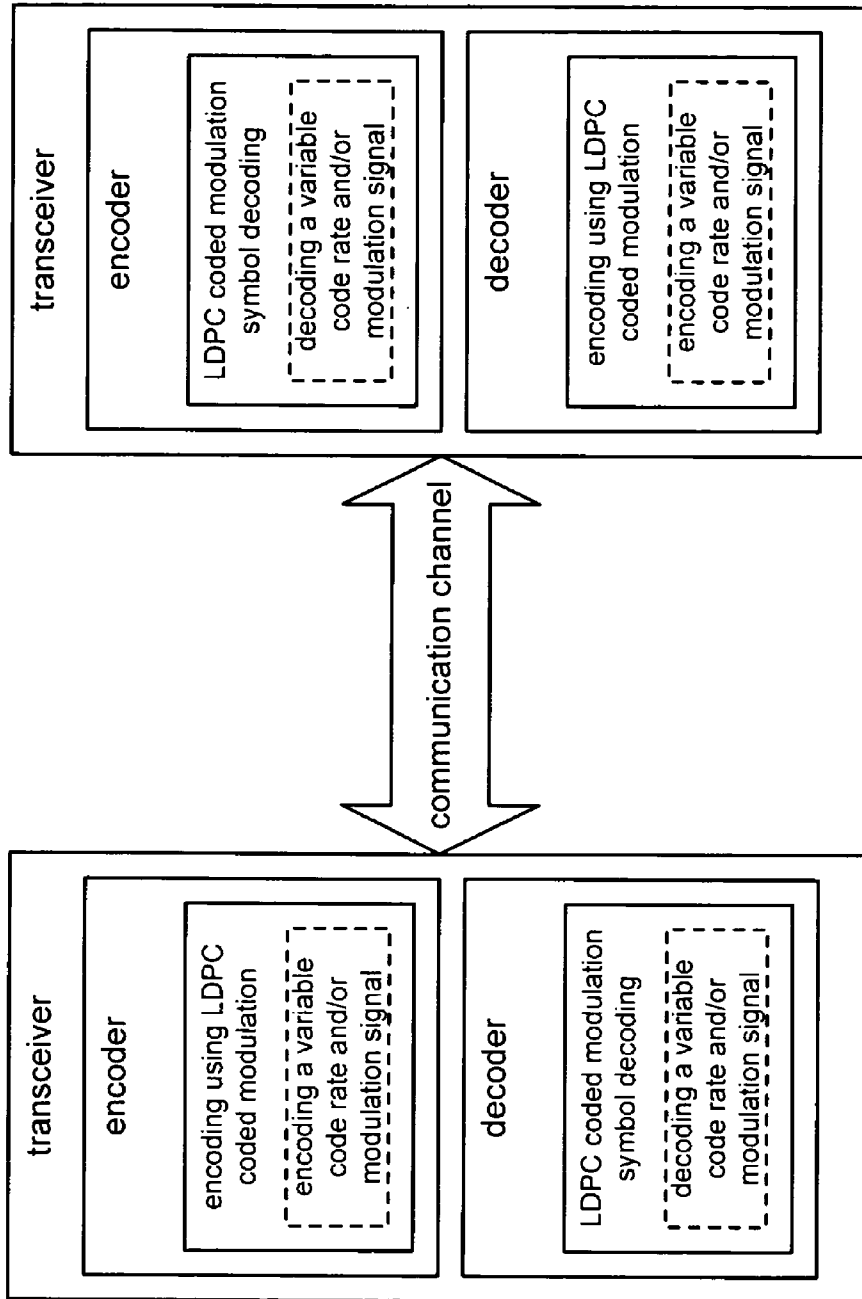 transceiver
encoder
encoding using LDPC
coded modulation
encoding a variable
code rate and/or
modulation signal
decoder
LDPC coded modulation
symbol decoding
decoding a variable
code rate and/or
modulation signal
communication channel
transceiver
encoder
LDPC coded modulation
symbol decoding
decoding a variable
code rate and/or
modulation signal
decoder
encoding using LDPC
coded modulation
encoding a variable
code rate and/or
modulation signal